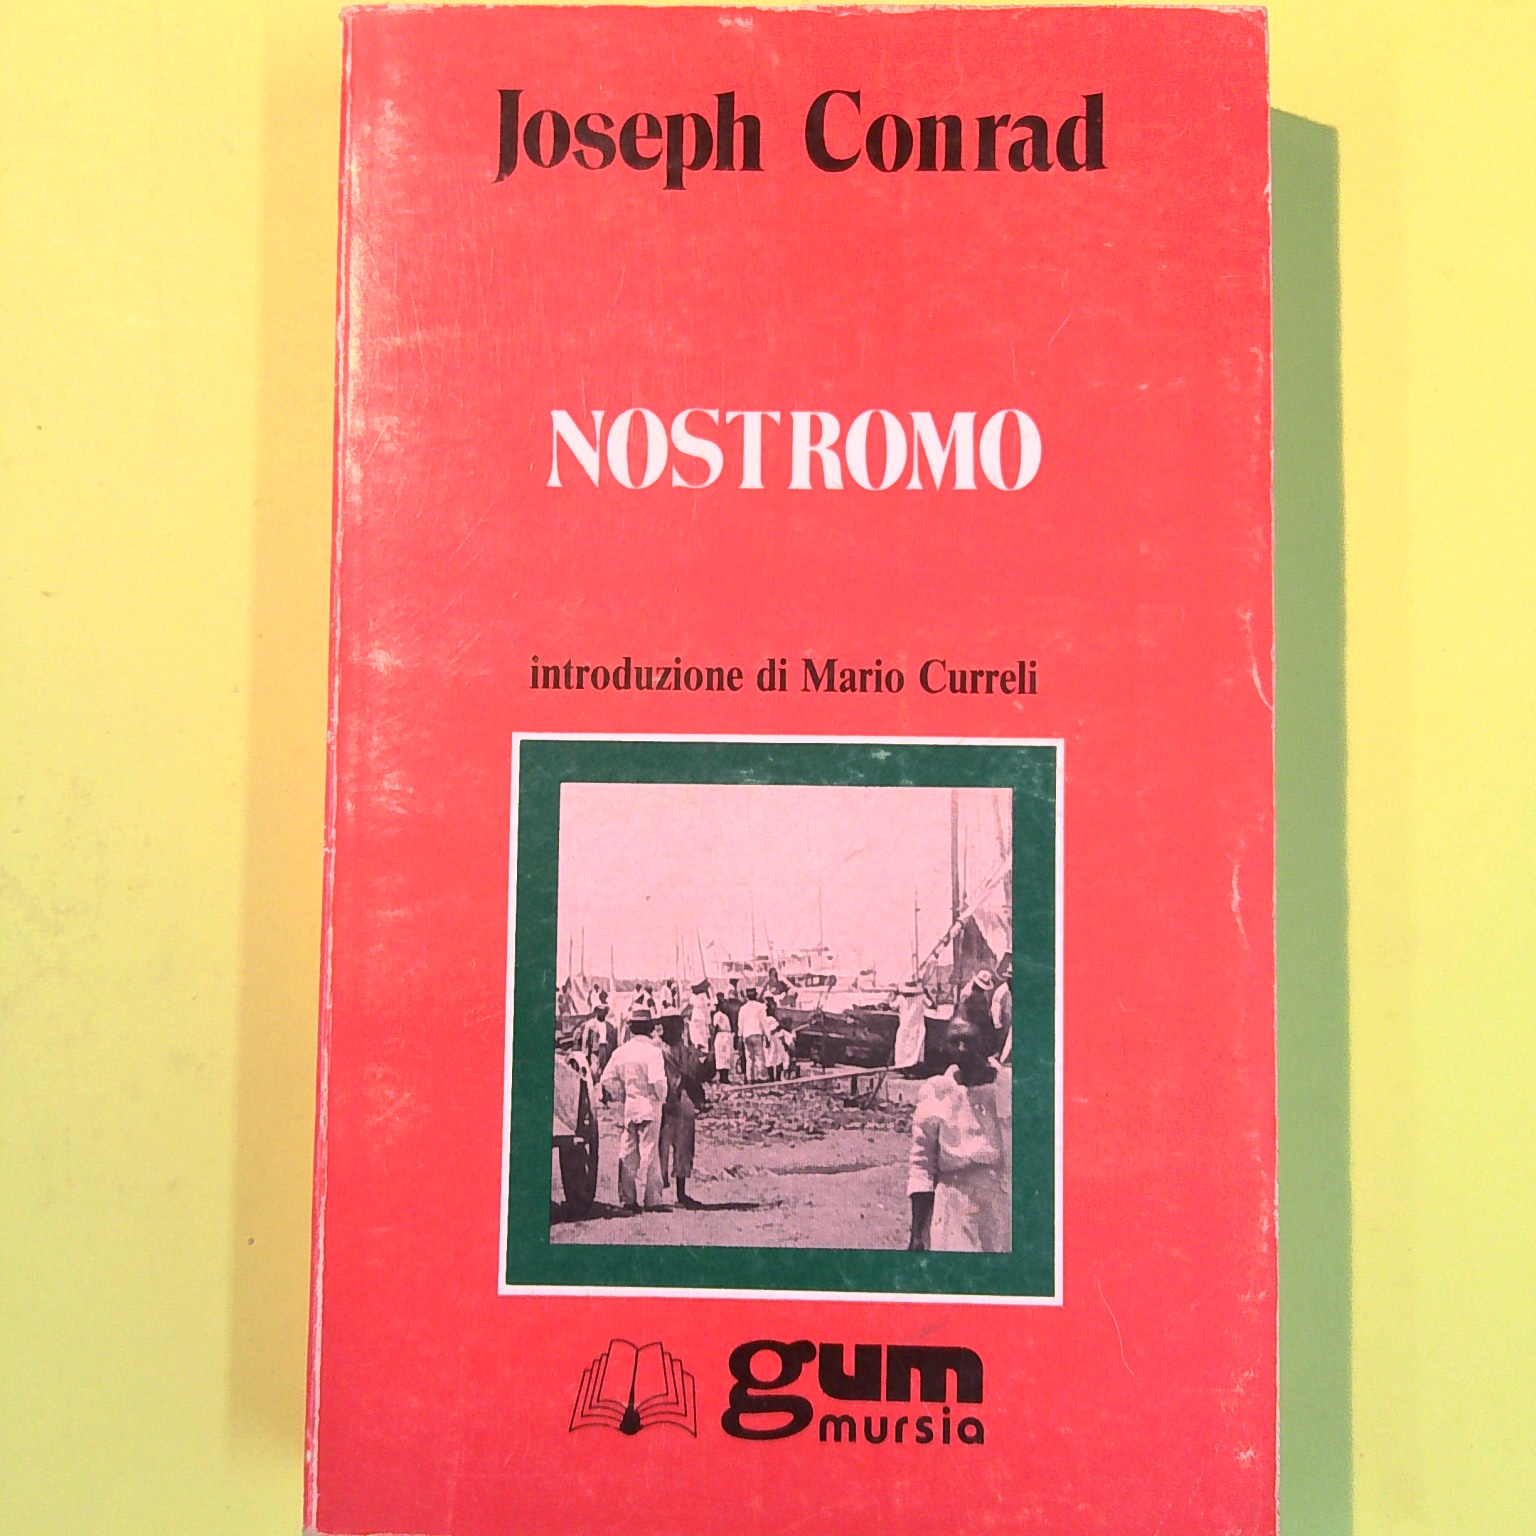 Joseph Conrad
NOSTROMO
introduzione di Mario Curreli
gum
mursia